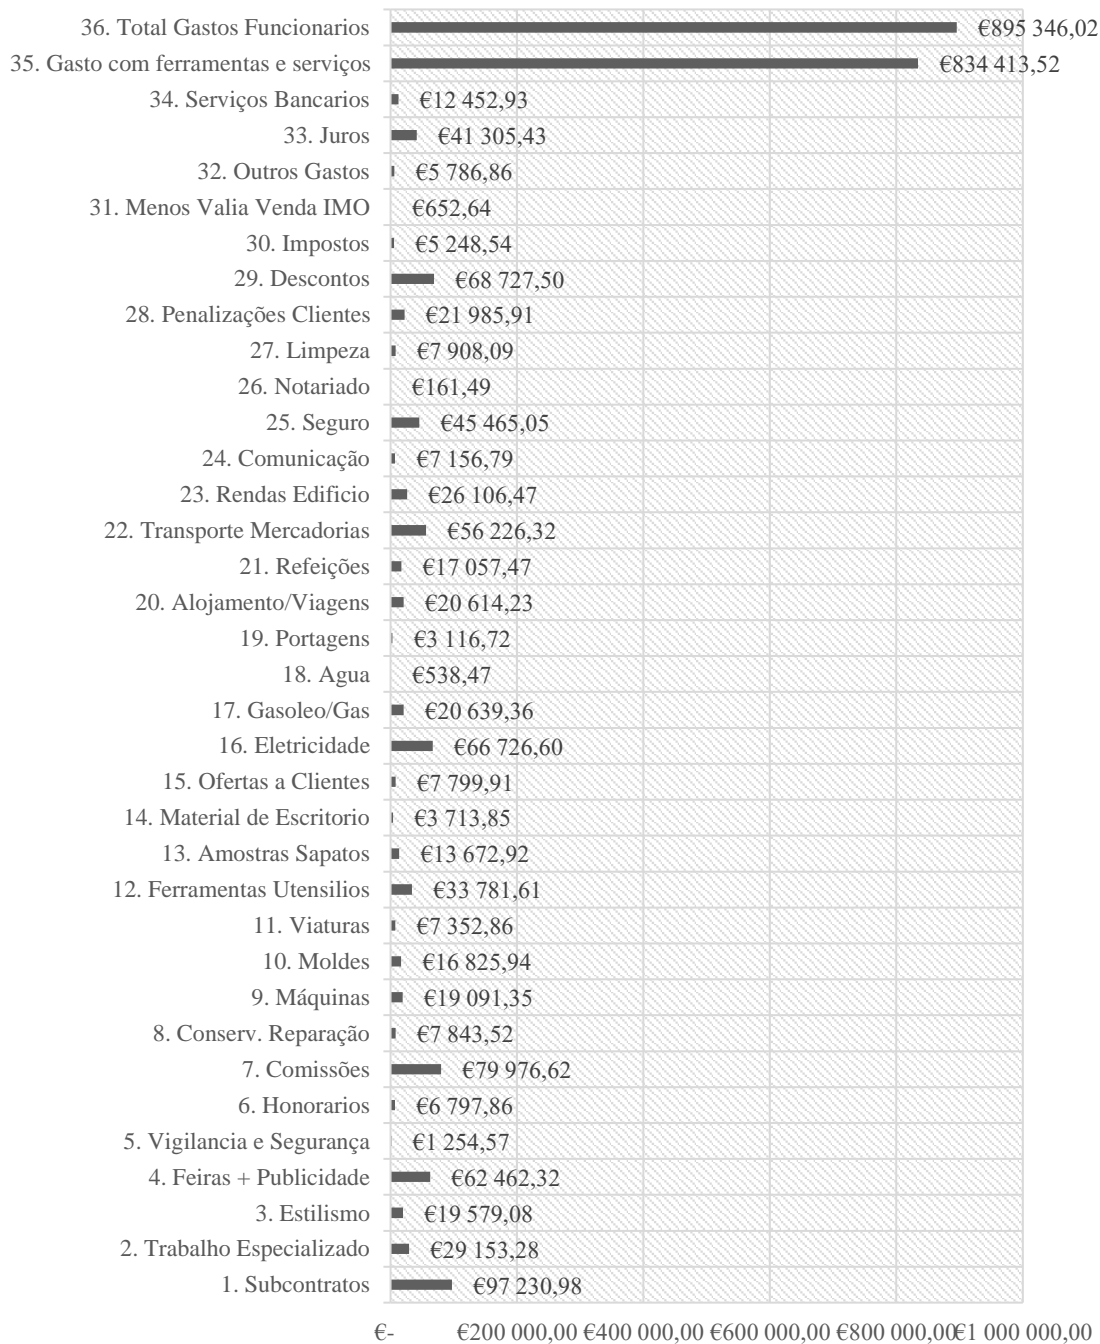 36. Total Gastos Funcionarios €895 346,02
35. Gasto com ferramentas e serviços €834 413,52
34. Serviços Bancarios €12 452,93
33. Juros €41 305,43
32. Outros Gastos €5 786,86
31. Menos Valia Venda IMO €652,64
30. Impostos €5 248,54
29. Descontos €68 727,50
28. Penalizações Clientes €21 985,91
27. Limpeza €7 908,09
26. Notariado €161,49
25. Seguro €45 465,05
24. Comunicação €7 156,79
23. Rendas Edificio €26 106,47
22. Transporte Mercadorias €56 226,32
21. Refeições €17 057,47
20. Alojamento/Viagens €20 614,23
19. Portagens €3 116,72
18. Agua €538,47
17. Gasoleo/Gas €20 639,36
16. Eletricidade €66 726,60
15. Ofertas a Clientes €7 799,91
14. Material de Escritorio €3 713,85
13. Amostras Sapatos €13 672,92
12. Ferramentas Utensilios €33 781,61
11. Viaturas €7 352,86
10. Moldes €16 825,94
9. Máquinas €19 091,35
8. Conserv. Reparação €7 843,52
7. Comissões €79 976,62
6. Honorarios €6 797,86
5. Vigilancia e Segurança €1 254,57
4. Feiras + Publicidade €62 462,32
3. Estilismo €19 579,08
2. Trabalho Especializado €29 153,28
1. Subcontratos €97 230,98
€- €200 000,00 €400 000,00 €600 000,00 €800 000,00 €1 000 000,00